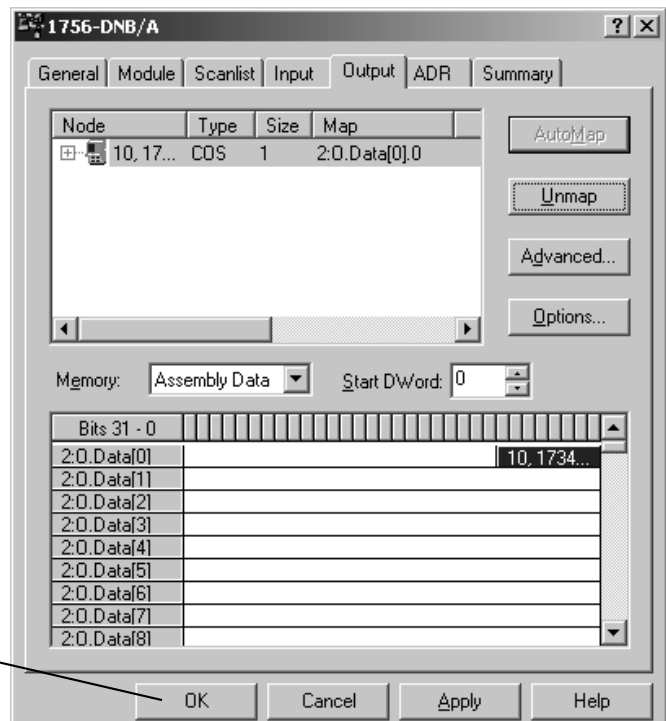 1756-DNB/A
General Module Scanlist Input Output ADR Summary
Node Type Size Map
10, 17... COS 1 2:O.Data[0].0
AutoMap
Unmap
Advanced...
Options...
Memory: Assembly Data Start DWord: 0
Bits 31 - 0
2:O.Data[0] 10, 1734...
2:O.Data[1]
2:O.Data[2]
2:O.Data[3]
2:O.Data[4]
2:O.Data[5]
2:O.Data[6]
2:O.Data[7]
2:O.Data[8]
OK Cancel Apply Help